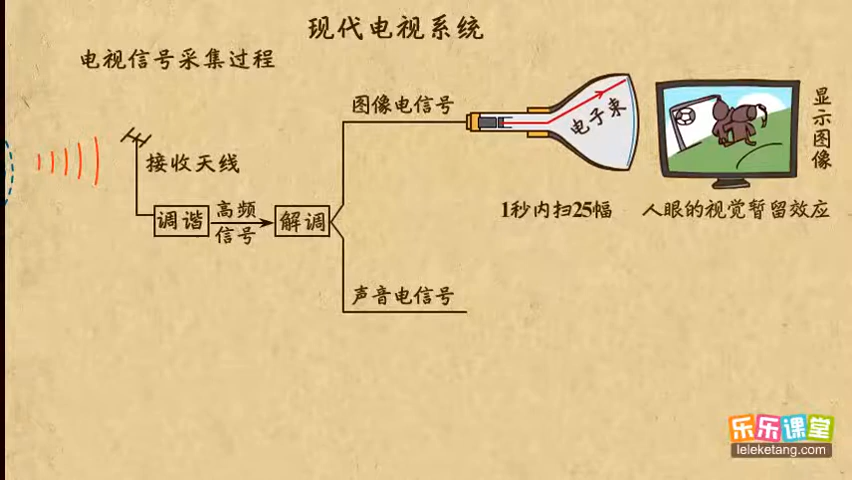 现代电视系统
电视信号采集过程
图像电信号
电子束
显示图像
接收天线
调谐
高频
信号
解调
1秒内扫25幅
人眼的视觉暂留效应
声音电信号
乐乐课堂
leleketang.com